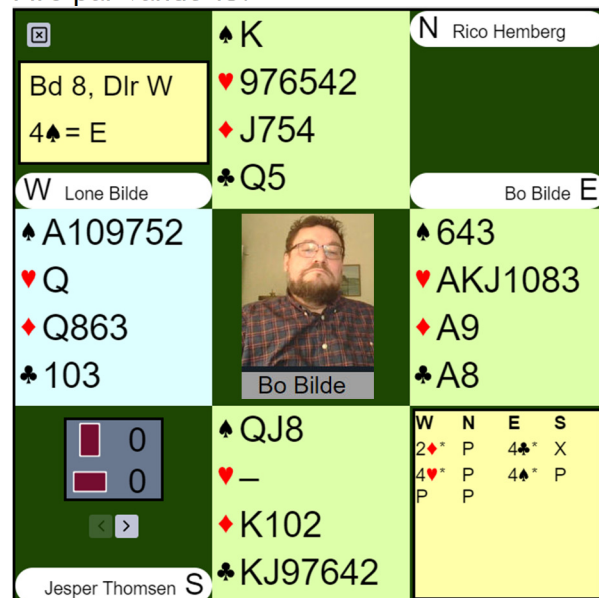 ♠K
♥976542
♦J754
♣Q5
N Rico Hemberg
Bd 8, Dlr W
4♠= E
W Lone Bilde
Bo Bilde E
♠A109752
♥Q
♦Q863
♣103
Bo Bilde
♠643
♥AKJ1083
♦A9
♣A8
0
0
< >
Jesper Thomsen S
♠QJ8
♥–
♦K102
♣KJ97642
W N E S
2♦* P 4♣* X
4♥* P 4♠* P
P P